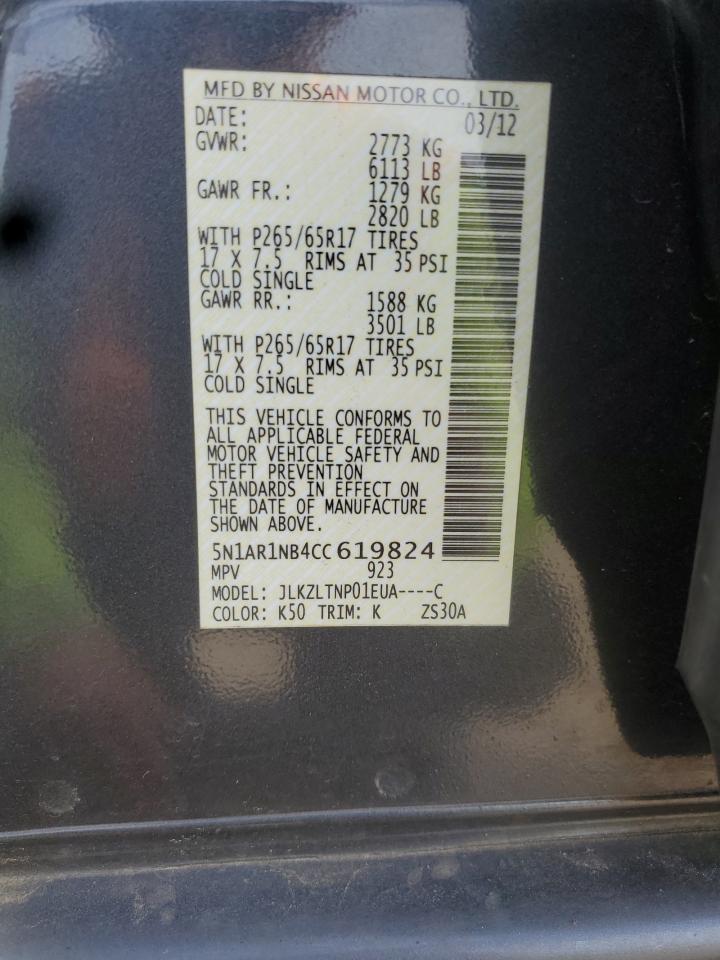 MFD BY NISSAN MOTOR CO., LTD.
DATE: 03/12
GVWR: 2773 KG
6113 LB
GAWR FR.: 1279 KG
2820 LB
WITH P265/65R17 TIRES
17 X 7.5 RIMS AT 35 PSI
COLD SINGLE
GAWR RR.: 1588 KG
3501 LB
WITH P265/65R17 TIRES
17 X 7.5 RIMS AT 35 PSI
COLD SINGLE
THIS VEHICLE CONFORMS TO
ALL APPLICABLE FEDERAL
MOTOR VEHICLE SAFETY AND
THEFT PREVENTION
STANDARDS IN EFFECT ON
THE DATE OF MANUFACTURE
SHOWN ABOVE.
5N1AR1NB4CC619824
MPV 923
MODEL: JLKZLTNP01EUA----C
COLOR: K50 TRIM: K ZS30A